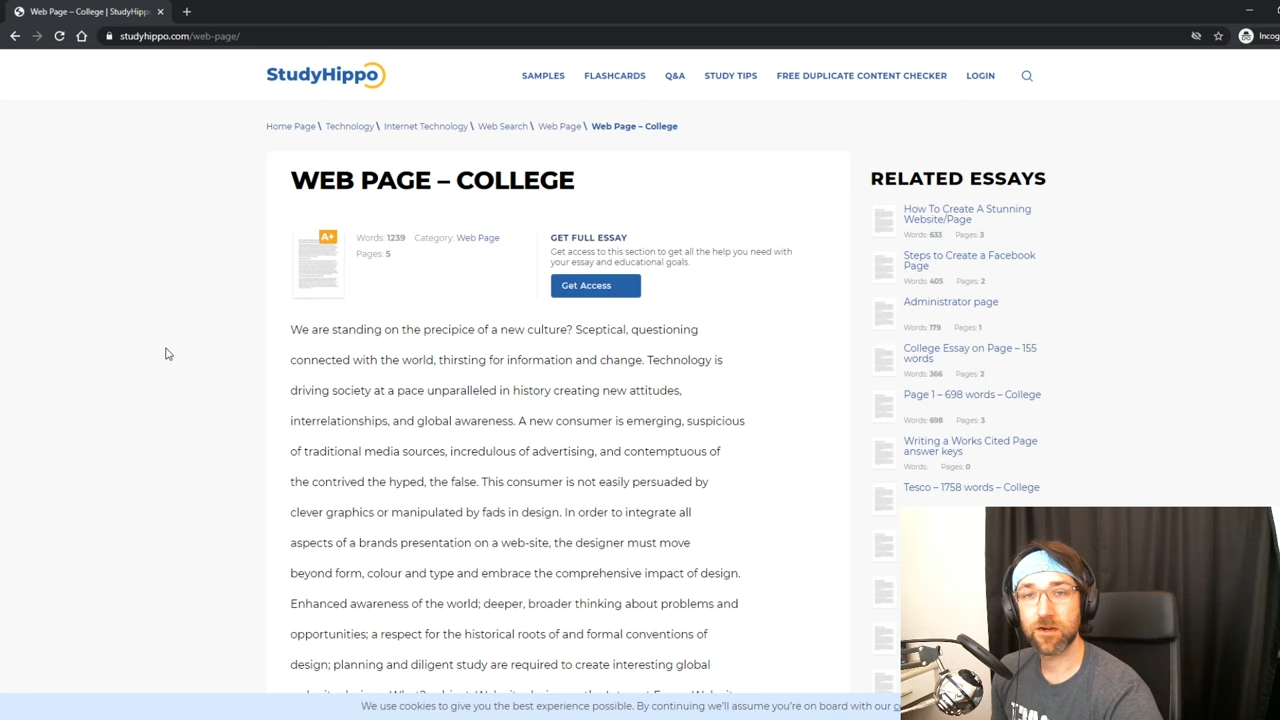 Web Page – College | StudyHipp
studyhippo.com/web-page/
Incog
StudyHippo
SAMPLES FLASHCARDS Q&A STUDY TIPS FREE DUPLICATE CONTENT CHECKER LOGIN
Home Page \ Technology \ Internet Technology \ Web Search \ Web Page \ Web Page – College
WEB PAGE – COLLEGE
A+
Words: 1239 Category: Web Page
Pages: 5
GET FULL ESSAY
Get access to this section to get all the help you need with
your essay and educational goals.
Get Access
We are standing on the precipice of a new culture? Sceptical, questioning
connected with the world, thirsting for information and change. Technology is
driving society at a pace unparalleled in history creating new attitudes,
interrelationships, and global awareness. A new consumer is emerging, suspicious
of traditional media sources, incredulous of advertising, and contemptuous of
the contrived the hyped, the false. This consumer is not easily persuaded by
clever graphics or manipulated by fads in design. In order to integrate all
aspects of a brands presentation on a web-site, the designer must move
beyond form, colour and type and embrace the comprehensive impact of design.
Enhanced awareness of the world; deeper, broader thinking about problems and
opportunities; a respect for the historical roots of and formal conventions of
design; planning and diligent study are required to create interesting global
RELATED ESSAYS
How To Create A Stunning
Website/Page
Words: 633 Pages: 3
Steps to Create a Facebook
Page
Words: 405 Pages: 2
Administrator page
Words: 179 Pages: 1
College Essay on Page – 155
words
Words: 366 Pages: 2
Page 1 – 698 words – College
Words: 698 Pages: 3
Writing a Works Cited Page
answer keys
Words: Pages: 0
Tesco – 1758 words – College
We use cookies to give you the best experience possible. By continuing we'll assume you're on board with our